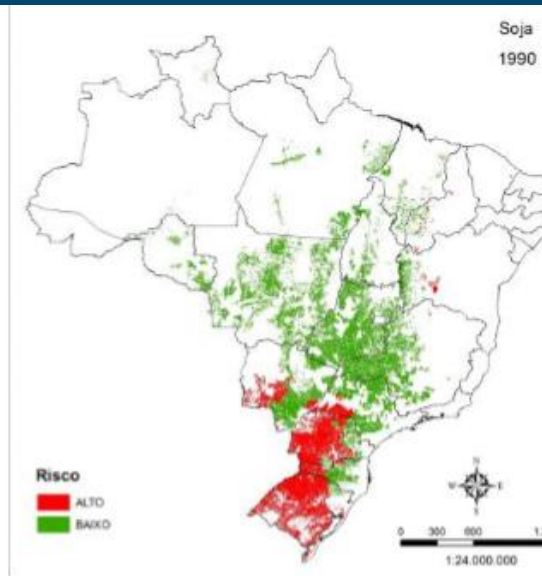 Soja
1990
N
W
E
S
Risco
ALTO
BAIXO
0 300 600
1:24.000.000